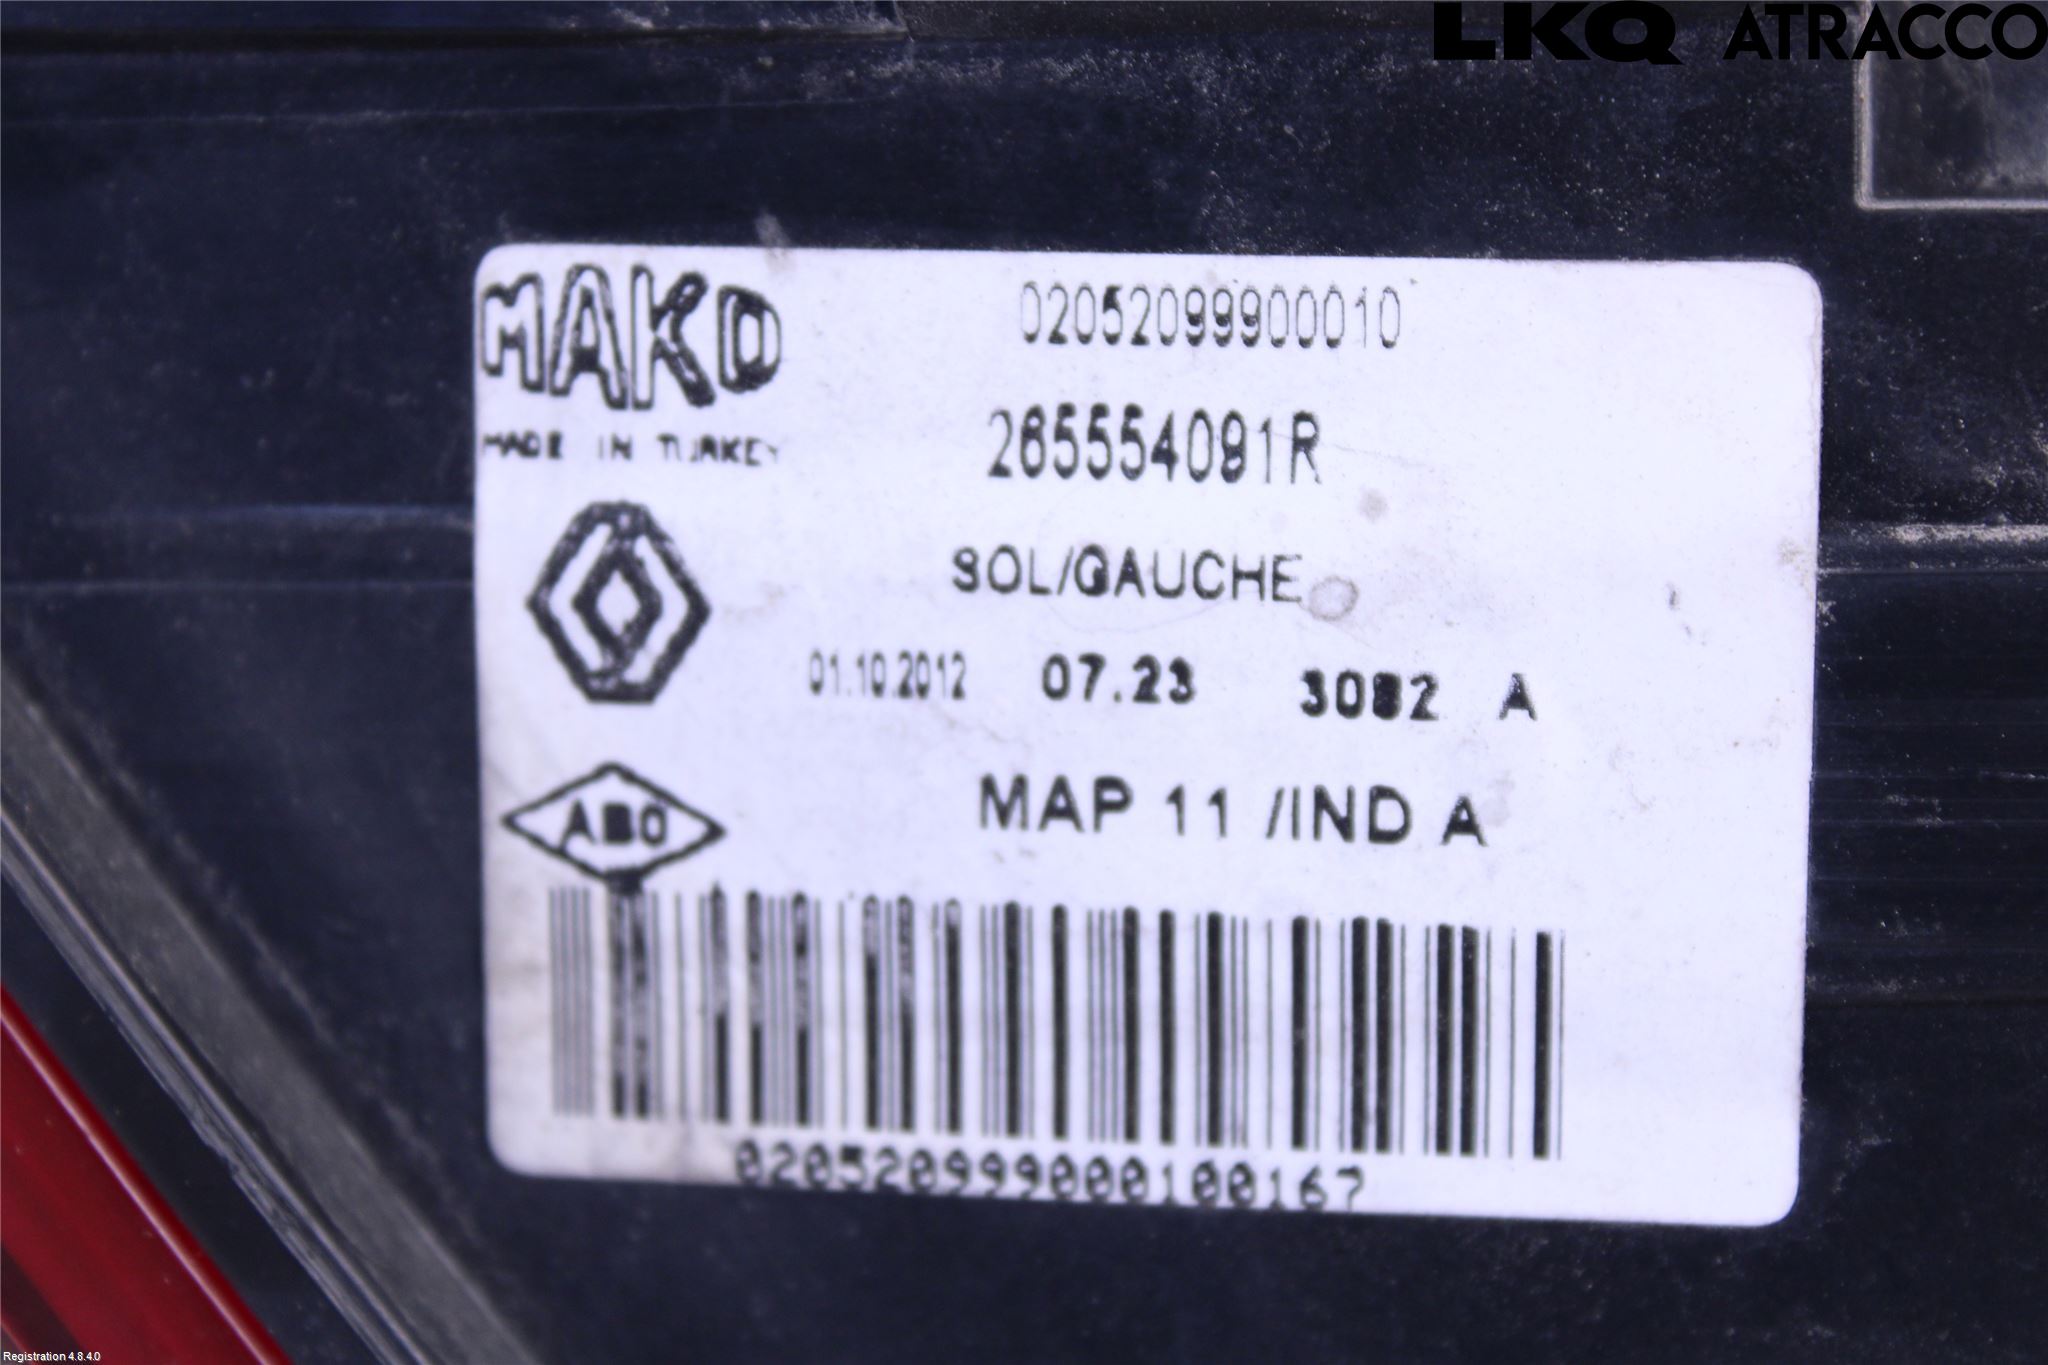 LKQ ATRACCO
MAKO
02052099900010
MADE IN TURKEY
265554091R
SOL/GAUCHE
01.10.2012 07.23 3082 A
ABO
MAP 11 /IND A
020520999000100167
Registration 4.8.4.0